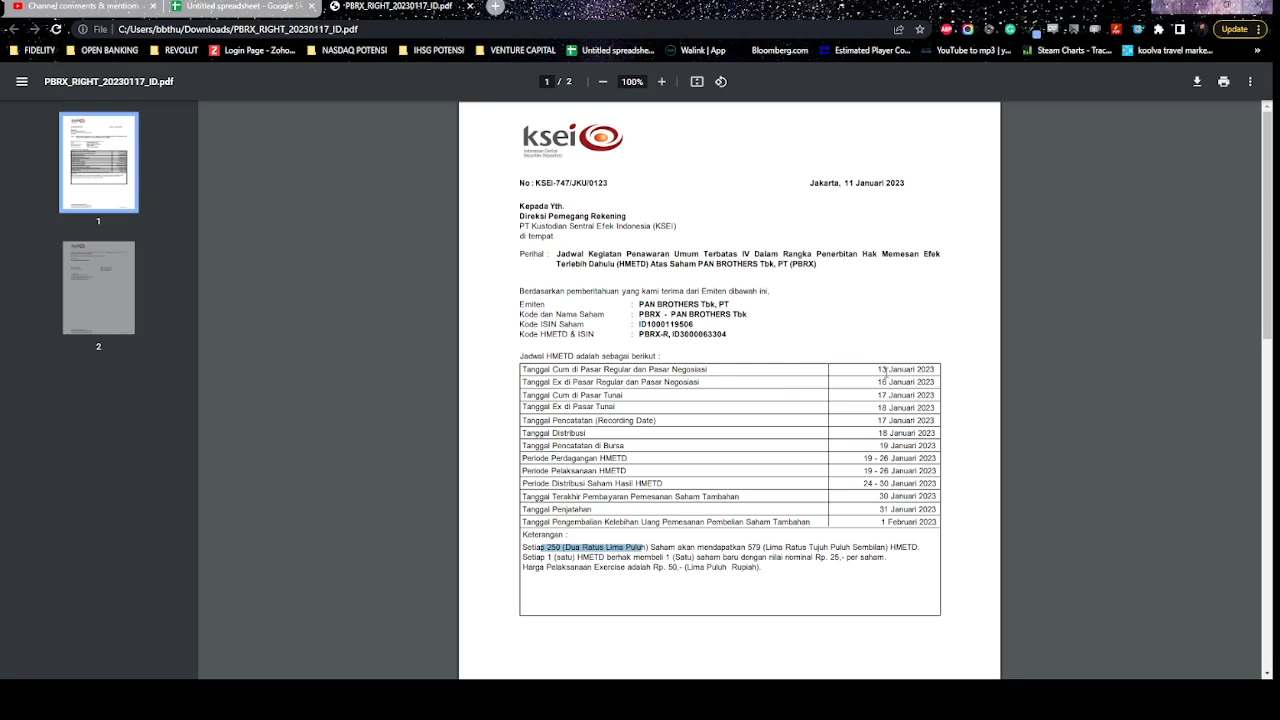 Channel comments & mention
Untitled spreadsheet - Google S
*PBRX_RIGHT_20230117_ID.pdf
File
C:/Users/bbthu/Downloads/PBRX_RIGHT_20230117_ID.pdf
Update
FIDELITY
OPEN BANKING
REVOLUT
Login Page - Zoho...
NASDAQ POTENSI
IHSG POTENSI
VENTURE CAPITAL
Untitled spreadshe...
Walink | App
Bloomberg.com
Estimated Player Co...
YouTube to mp3 | y...
Steam Charts - Trac...
koolva travel marke...
»
PBRX_RIGHT_20230117_ID.pdf
1 / 2
100%
1
2
ksei
Indonesian Central
Securities Depository
No : KSEI-747/JKU/0123
Jakarta, 11 Januari 2023
Kepada Yth.
Direksi Pemegang Rekening
PT Kustodian Sentral Efek Indonesia (KSEI)
di tempat
Perihal : Jadwal Kegiatan Penawaran Umum Terbatas IV Dalam Rangka Penerbitan Hak Memesan Efek
Terlebih Dahulu (HMETD) Atas Saham PAN BROTHERS Tbk, PT (PBRX)
Berdasarkan pemberitahuan yang kami terima dari Emiten dibawah ini,
Emiten : PAN BROTHERS Tbk, PT
Kode dan Nama Saham : PBRX - PAN BROTHERS Tbk
Kode ISIN Saham : ID1000119506
Kode HMETD & ISIN : PBRX-R, ID3000063304
Jadwal HMETD adalah sebagai berikut :
Tanggal Cum di Pasar Regular dan Pasar Negosiasi 13 Januari 2023
Tanggal Ex di Pasar Regular dan Pasar Negosiasi 16 Januari 2023
Tanggal Cum di Pasar Tunai 17 Januari 2023
Tanggal Ex di Pasar Tunai 18 Januari 2023
Tanggal Pencatatan (Recording Date) 17 Januari 2023
Tanggal Distribusi 18 Januari 2023
Tanggal Pencatatan di Bursa 19 Januari 2023
Periode Perdagangan HMETD 19 - 26 Januari 2023
Periode Pelaksanaan HMETD 19 - 26 Januari 2023
Periode Distribusi Saham Hasil HMETD 24 - 30 Januari 2023
Tanggal Terakhir Pembayaran Pemesanan Saham Tambahan 30 Januari 2023
Tanggal Penjatahan 31 Januari 2023
Tanggal Pengembalian Kelebihan Uang Pemesanan Pembelian Saham Tambahan 1 Februari 2023
Keterangan :
Setiap 250 (Dua Ratus Lima Puluh) Saham akan mendapatkan 579 (Lima Ratus Tujuh Puluh Sembilan) HMETD.
Setiap 1 (satu) HMETD berhak membeli 1 (Satu) saham baru dengan nilai nominal Rp. 25,- per saham.
Harga Pelaksanaan Exercise adalah Rp. 50,- (Lima Puluh Rupiah).